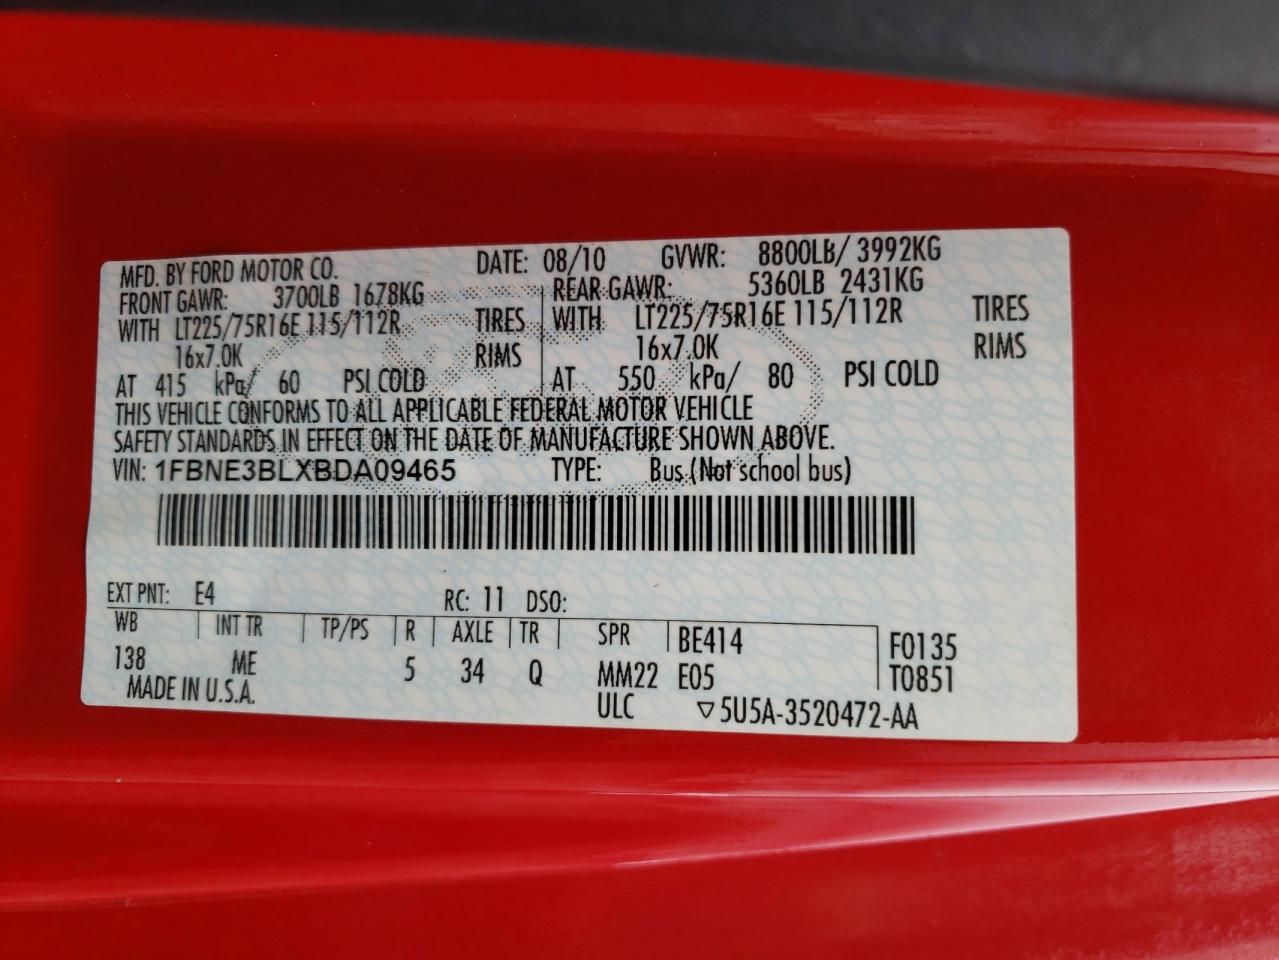 MFD. BY FORD MOTOR CO. DATE: 08/10 GVWR: 8800LB/ 3992KG
FRONT GAWR: 3700LB 1678KG REAR GAWR: 5360LB 2431KG
WITH LT225/75R16E 115/112R TIRES WITH LT225/75R16E 115/112R TIRES
16x7.0K RIMS 16x7.0K RIMS
AT 415 kPa/ 60 PSI COLD AT 550 kPa/ 80 PSI COLD
THIS VEHICLE CONFORMS TO ALL APPLICABLE FEDERAL MOTOR VEHICLE
SAFETY STANDARDS IN EFFECT ON THE DATE OF MANUFACTURE SHOWN ABOVE.
VIN: 1FBNE3BLXBDA09465 TYPE: Bus (Not school bus)
EXT PNT: E4 RC: 11 DSO:
WB INT TR TP/PS R AXLE TR SPR BE414 F0135
138 ME 5 34 Q MM22 E05 T0851
MADE IN U.S.A. ULC ▽5U5A-3520472-AA